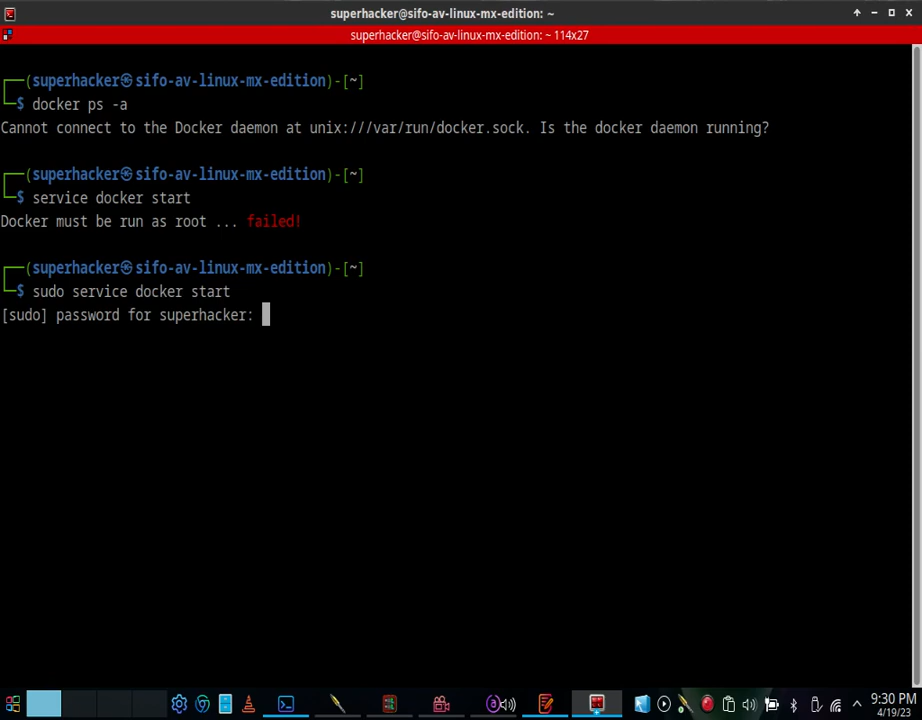 superhacker@sifo-av-linux-mx-edition: ~
superhacker@sifo-av-linux-mx-edition: ~ 114x27
┌──(superhacker㉿sifo-av-linux-mx-edition)-[~]
└─$ docker ps -a
Cannot connect to the Docker daemon at unix:///var/run/docker.sock. Is the docker daemon running?
┌──(superhacker㉿sifo-av-linux-mx-edition)-[~]
└─$ service docker start
Docker must be run as root ... failed!
┌──(superhacker㉿sifo-av-linux-mx-edition)-[~]
└─$ sudo service docker start
[sudo] password for superhacker:
9:30 PM
4/19/23